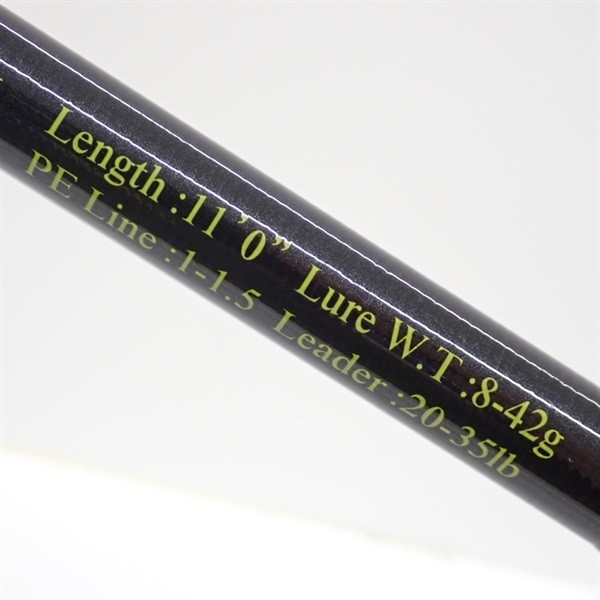 Length :11’0” Lure W.T :8-42g
PE Line :1-1.5 Leader :20-35lb